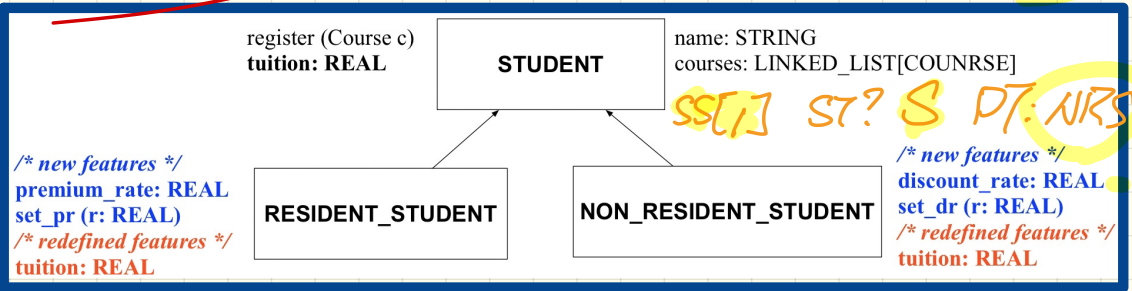 register (Course c)
tuition: REAL
STUDENT
name: STRING
courses: LINKED_LIST[COUNRSE]
SS[1] ST? S DT: NRS
/* new features */
premium_rate: REAL
set_pr (r: REAL)
/* redefined features */
tuition: REAL
RESIDENT_STUDENT
NON_RESIDENT_STUDENT
/* new features */
discount_rate: REAL
set_dr (r: REAL)
/* redefined features */
tuition: REAL